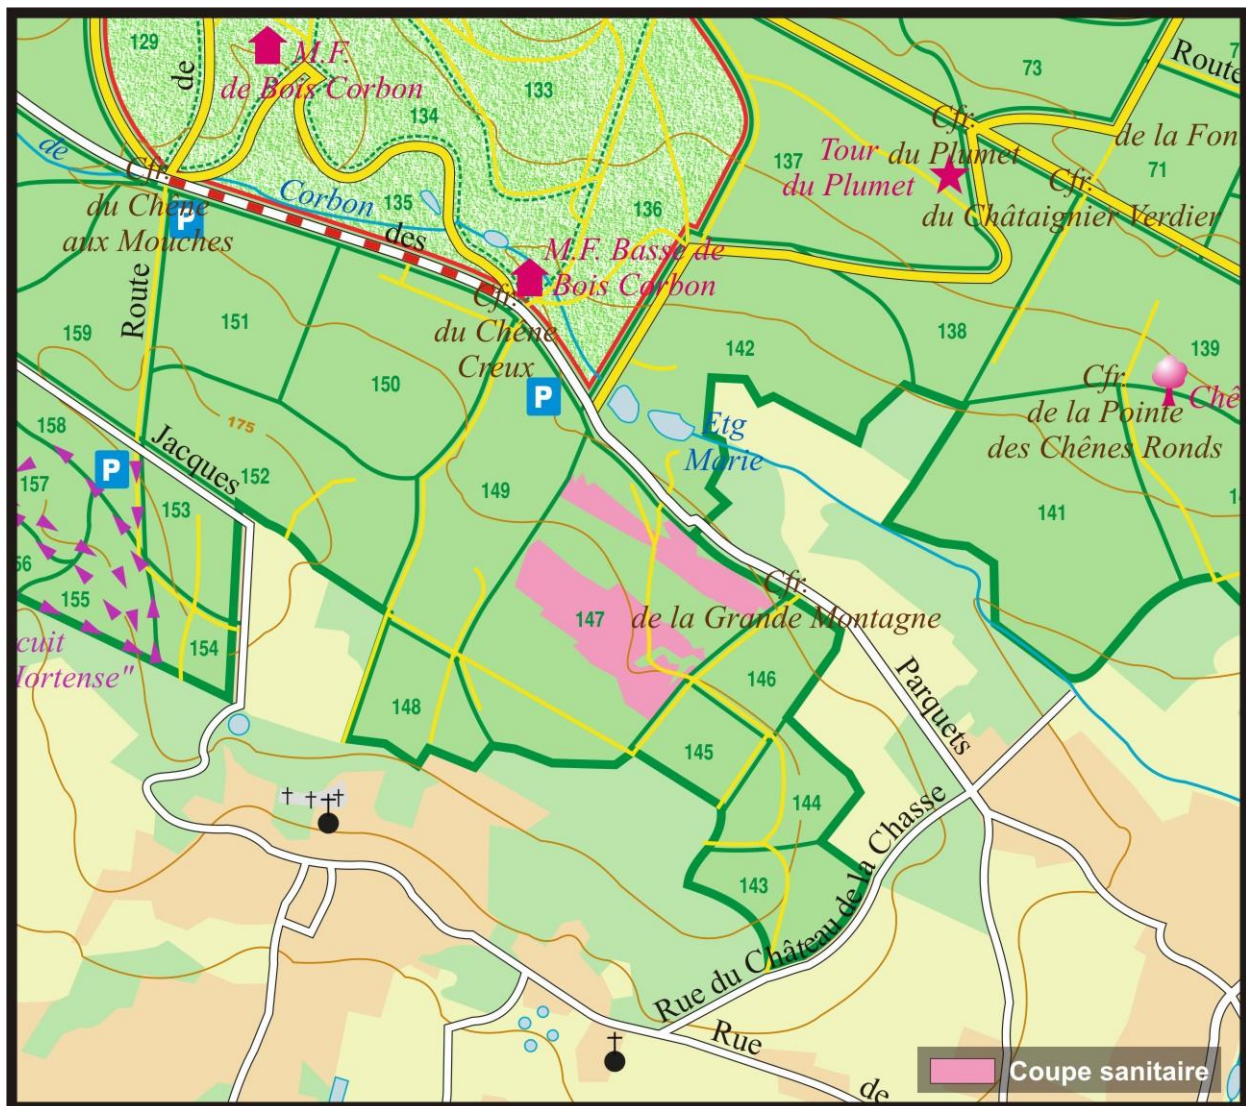 129
M.F.
de Bois Corbon
de
133
134
73
Route
Cfr.
du Plumet
de la Fon
137
Tour
du Plumet
71
Cfr.
du Châtaignier Verdier
de
Cfr.
du Chêne
aux Mouches
P
Corbon
135
des
136
M.F. Basse de
Bois Corbon
Cfr.
du Chêne
Creux
P
159
Route
151
150
142
138
139
Cfr.
de la Pointe
des Chênes Ronds
Chê
158
P
157
Jacques
175
152
153
149
Etg
Marie
141
155
154
cuit
Hortense"
147
Cfr.
de la Grande Montagne
146
148
145
144
143
Parquets
Rue du Château de la Chasse
Rue
de
Coupe sanitaire